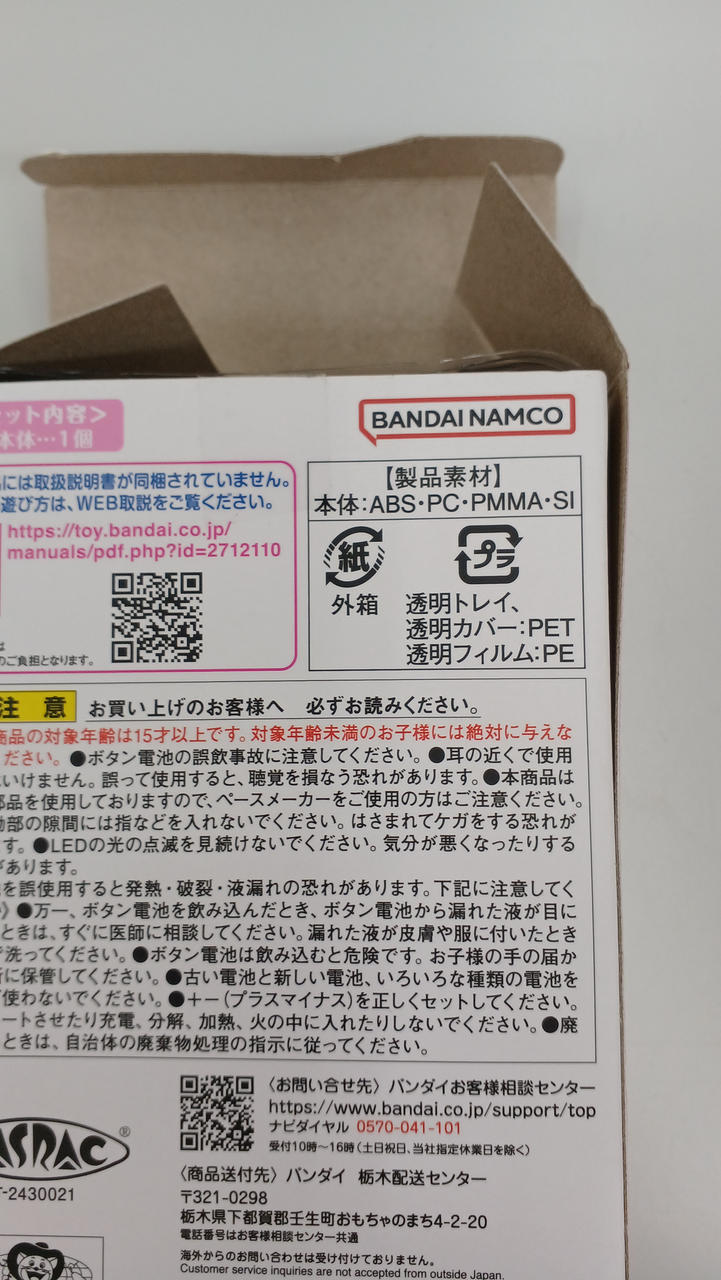 ット内容>
本体…1個
BANDAI NAMCO
には取扱説明書が同梱されていません。
遊び方は、WEB取説をご覧ください。
https://toy.bandai.co.jp/
manuals/pdf.php?id=2712110
のご負担となります。
【製品素材】
本体:ABS・PC・PMMA・SI
紙
外箱
プラ
透明トレイ、
透明カバー:PET
透明フィルム:PE
注意 お買い上げのお客様へ 必ずお読みください。
商品の対象年齢は15才以上です。対象年齢未満のお子様には絶対に与えな
ださい。●ボタン電池の誤飲事故に注意してください。●耳の近くで使用
いけません。誤って使用すると、聴覚を損なう恐れがあります。●本商品は
部品を使用しておりますので、ペースメーカーをご使用の方はご注意ください。
動部の隙間には指などを入れないでください。はさまれてケガをする恐れが
す。●LEDの光の点滅を見続けないでください。気分が悪くなったりする
があります。
を誤使用すると発熱・破裂・液漏れの恐れがあります。下記に注意してく
》●万一、ボタン電池を飲み込んだとき、ボタン電池から漏れた液が目に
ときは、すぐに医師に相談してください。漏れた液が皮膚や服に付いたとき
洗ってください。●ボタン電池は飲み込むと危険です。お子様の手の届か
に保管してください。●古い電池と新しい電池、いろいろな種類の電池を
使わないでください。●+-(プラスマイナス)を正しくセットしてください。
ートさせたり充電、分解、加熱、火の中に入れたりしないでください。●廃
ときは、自治体の廃棄物処理の指示に従ってください。
〈お問い合せ先〉バンダイお客様相談センター
https://www.bandai.co.jp/support/top
ナビダイヤル 0570-041-101
受付10時~16時(土日祝日、当社指定休業日を除く)
ASRAC®
T-2430021
〈商品送付先〉バンダイ 栃木配送センター
〒321-0298
栃木県下都賀郡壬生町おもちゃのまち4-2-20
電話番号はお客様相談センター共通
海外からのお問い合わせは受け付けておりません。
Customer service inquiries are not accepted from outside Japan.